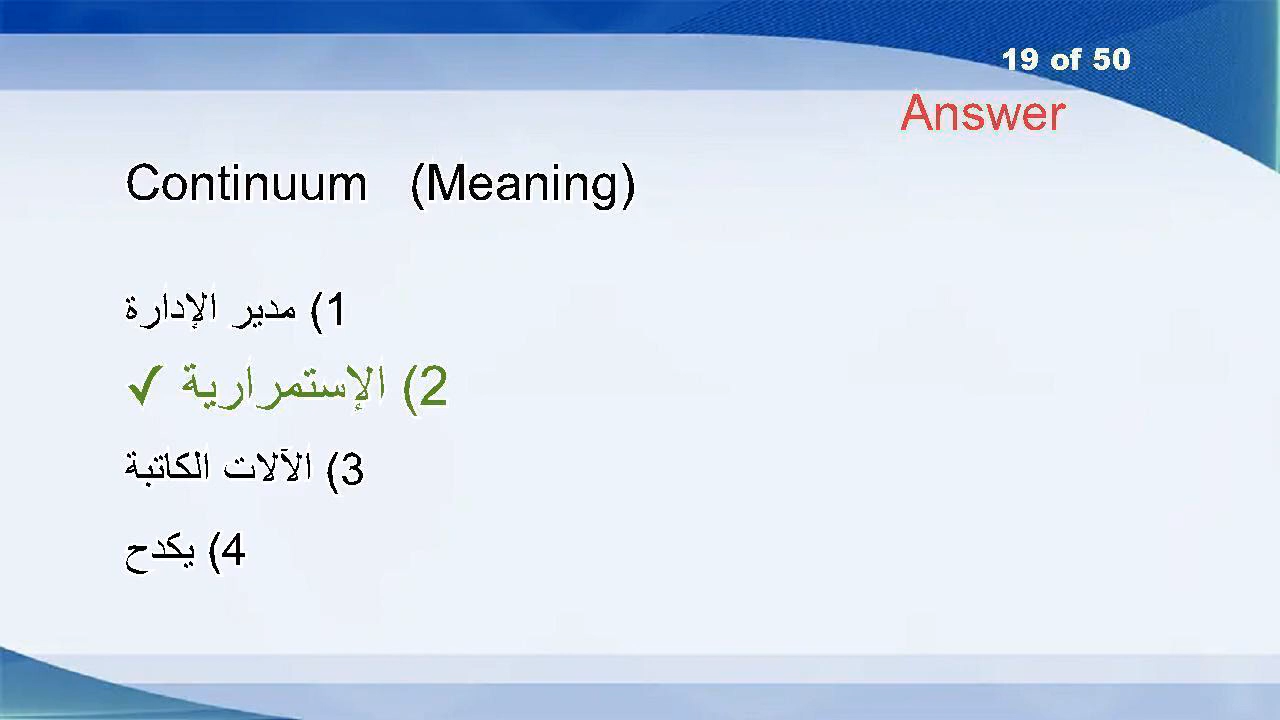 19 of 50
Answer
Continuum (Meaning)
1) مدير الإدارة
2) الإستمرارية ✓
3) الآلات الكاتبة
4) يكدح